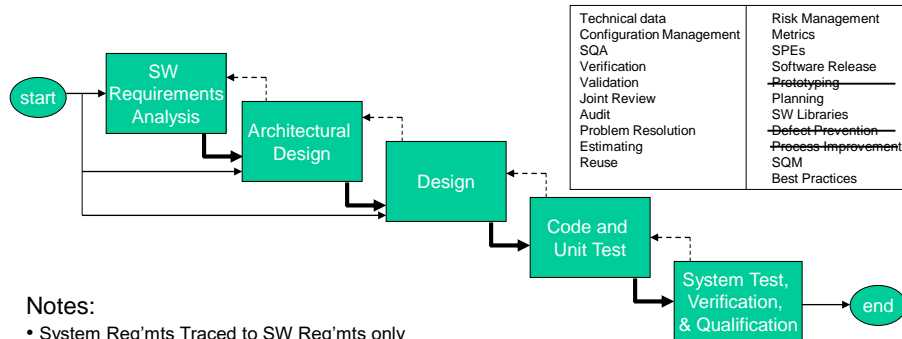 Technical data
Configuration Management
SQA
Verification
Validation
Joint Review
Audit
Problem Resolution
Estimating
Reuse
Risk Management
Metrics
SPEs
Software Release
Prototyping
Planning
SW Libraries
Defect Prevention
Process Improvement
SQM
Best Practices
start
SW
Requirements
Analysis
Architectural
Design
Design
Code and
Unit Test
System Test,
Verification,
& Qualification
end
Notes:
• System Req'mts Traced to SW Req'mts only